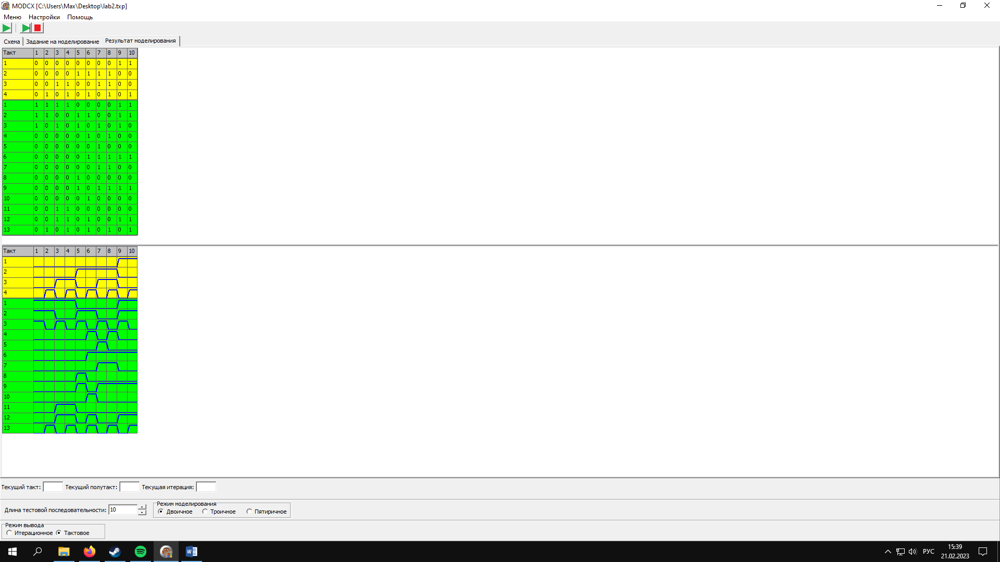 MODCX [C:\Users\Max\Desktop\lab2.txp]
Меню Настройки Помощь
Схема Задание на моделирование Результат моделирования
Такт 1 2 3 4 5 6 7 8 9 10
1 0 0 0 0 0 0 0 0 1 1
2 0 0 0 0 1 1 1 1 0 0
3 0 0 1 1 0 0 1 1 0 0
4 0 1 0 1 0 1 0 1 0 1
1 1 1 1 1 0 0 0 0 1 1
2 1 1 0 0 1 1 0 0 1 1
3 1 0 1 0 1 0 1 0 1 0
4 0 0 0 0 0 1 0 1 0 0
5 0 0 0 0 0 0 1 0 0 0
6 0 0 0 0 0 1 1 1 1 1
7 0 0 0 0 0 0 1 1 0 0
8 0 0 0 0 1 0 0 0 0 0
9 0 0 0 0 1 0 1 1 1 1
10 0 0 0 0 0 1 0 0 0 0
11 0 0 1 1 0 0 0 0 0 0
12 0 0 1 1 0 1 0 0 1 1
13 0 1 0 1 0 1 0 1 0 1
Такт 1 2 3 4 5 6 7 8 9 10
1
2
3
4
1
2
3
4
5
6
7
8
9
10
11
12
13
Текущий такт: Текущий полутакт: Текущая итерация:
Длина тестовой последовательности: 10
Режим моделирования
Двоичное Троичное Пятиричное
Режим вывода
Итерационное Тактовое
15:39
РУС
21.02.2023